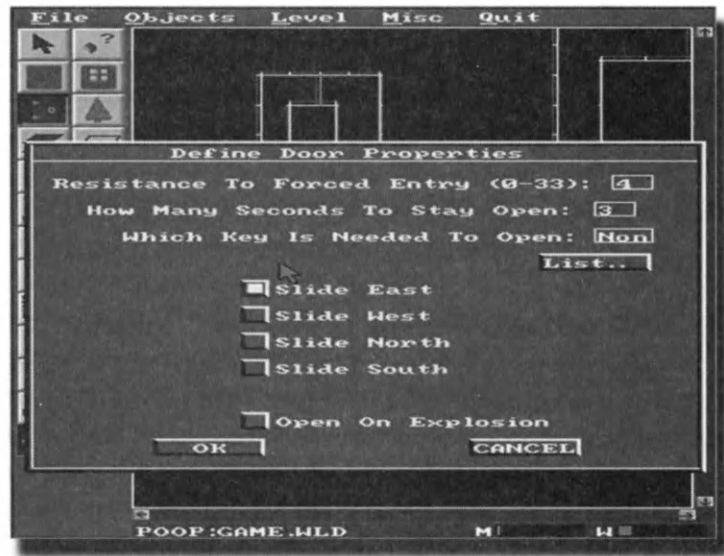 File Objects Level Misc Quit
?
Define Door Properties
Resistance To Forced Entry (0-33): 4
How Many Seconds To Stay Open: 3
Which Key Is Needed To Open: Non
List..
Slide East
Slide West
Slide North
Slide South
Open On Explosion
OK CANCEL
POOP:GAME.WLD M W